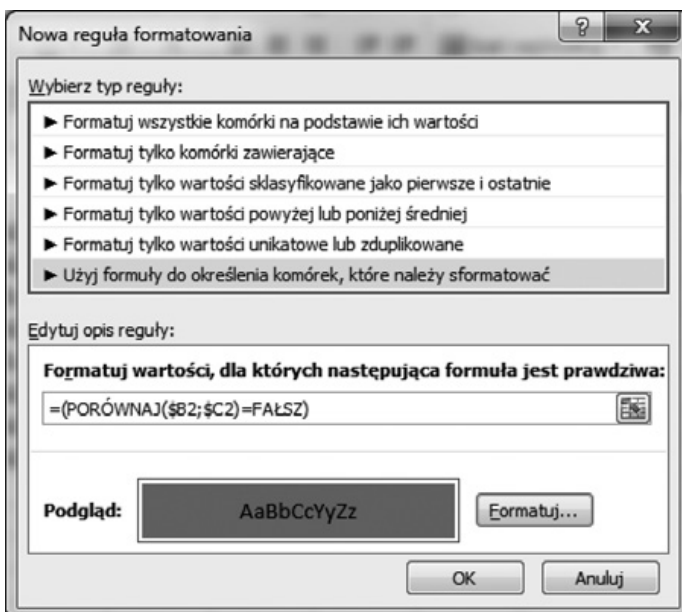 Nowa reguła formatowania
? X
Wybierz typ reguły:
► Formatuj wszystkie komórki na podstawie ich wartości
► Formatuj tylko komórki zawierające
► Formatuj tylko wartości sklasyfikowane jako pierwsze i ostatnie
► Formatuj tylko wartości powyżej lub poniżej średniej
► Formatuj tylko wartości unikatowe lub zduplikowane
► Użyj formuły do określenia komórek, które należy sformatować
Edytuj opis reguły:
Formatuj wartości, dla których następująca formuła jest prawdziwa:
=(PORÓWNAJ($B2;$C2)=FAŁSZ)
Podgląd: AaBbCcYyZz Formatuj...
OK Anuluj